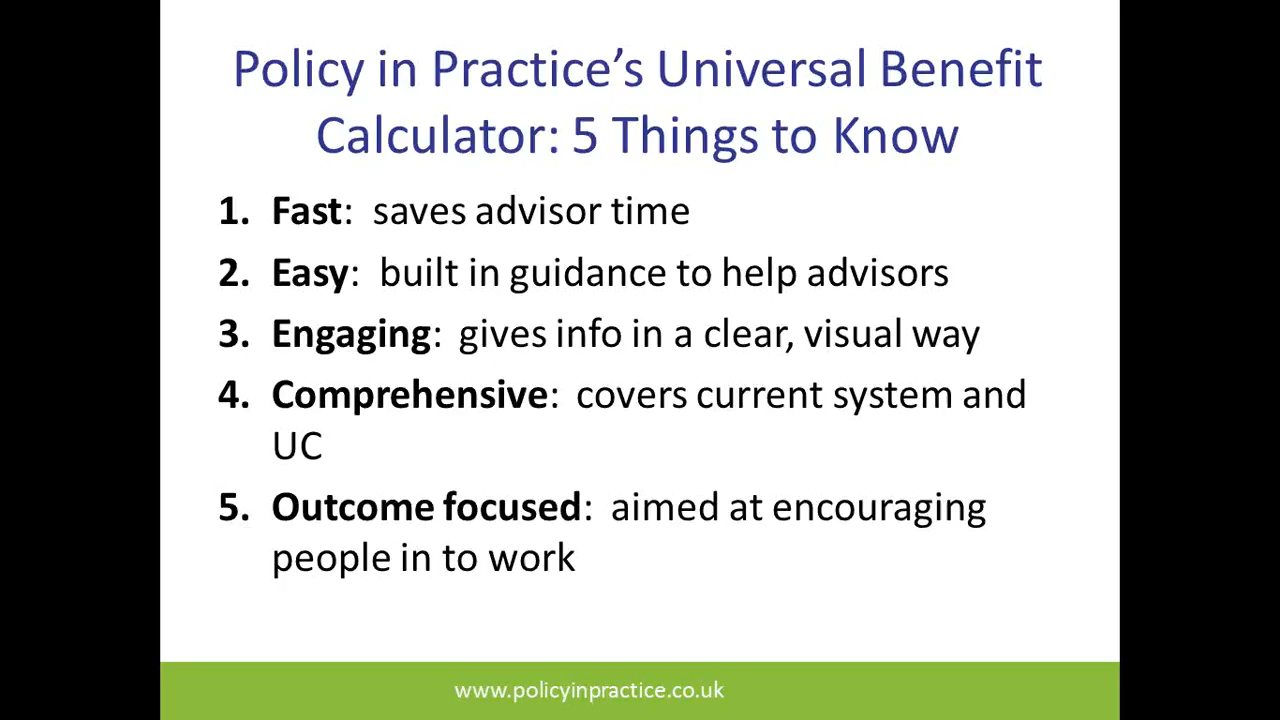 Policy in Practice’s Universal Benefit
Calculator: 5 Things to Know
1. Fast: saves advisor time
2. Easy: built in guidance to help advisors
3. Engaging: gives info in a clear, visual way
4. Comprehensive: covers current system and
UC
5. Outcome focused: aimed at encouraging
people in to work
www.policyinpractice.co.uk